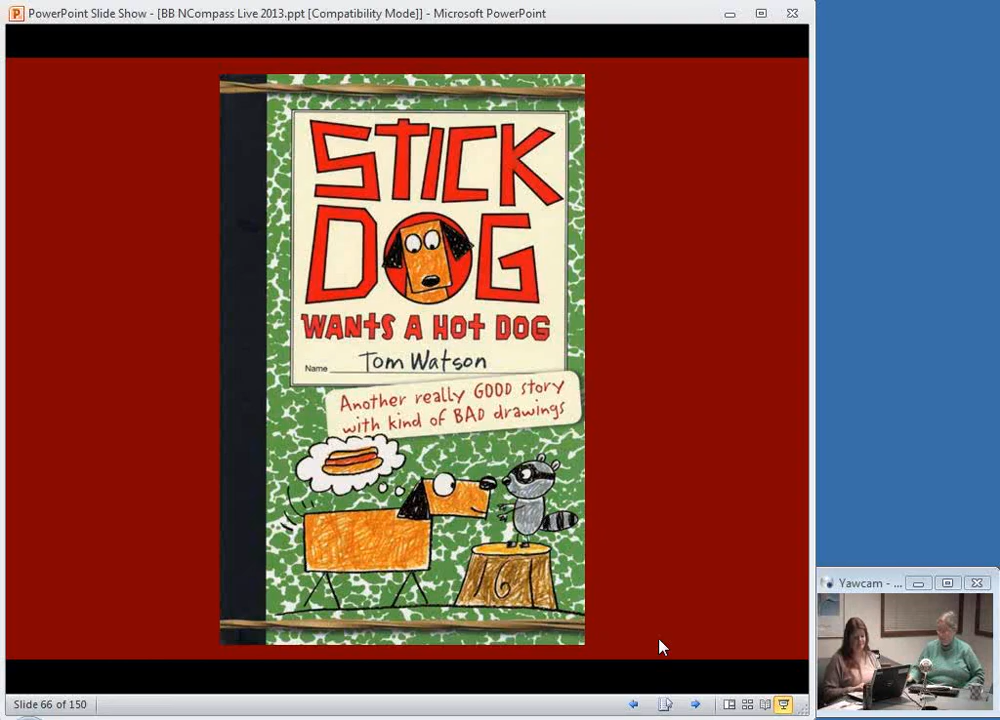 PowerPoint Slide Show - [BB NCompass Live 2013.ppt [Compatibility Mode]] - Microsoft PowerPoint
STICK
DOG
WANTS A HOT DOG
Name Tom Watson
Another really GOOD story
with kind of BAD drawings
Yawcam - ...
Slide 66 of 150